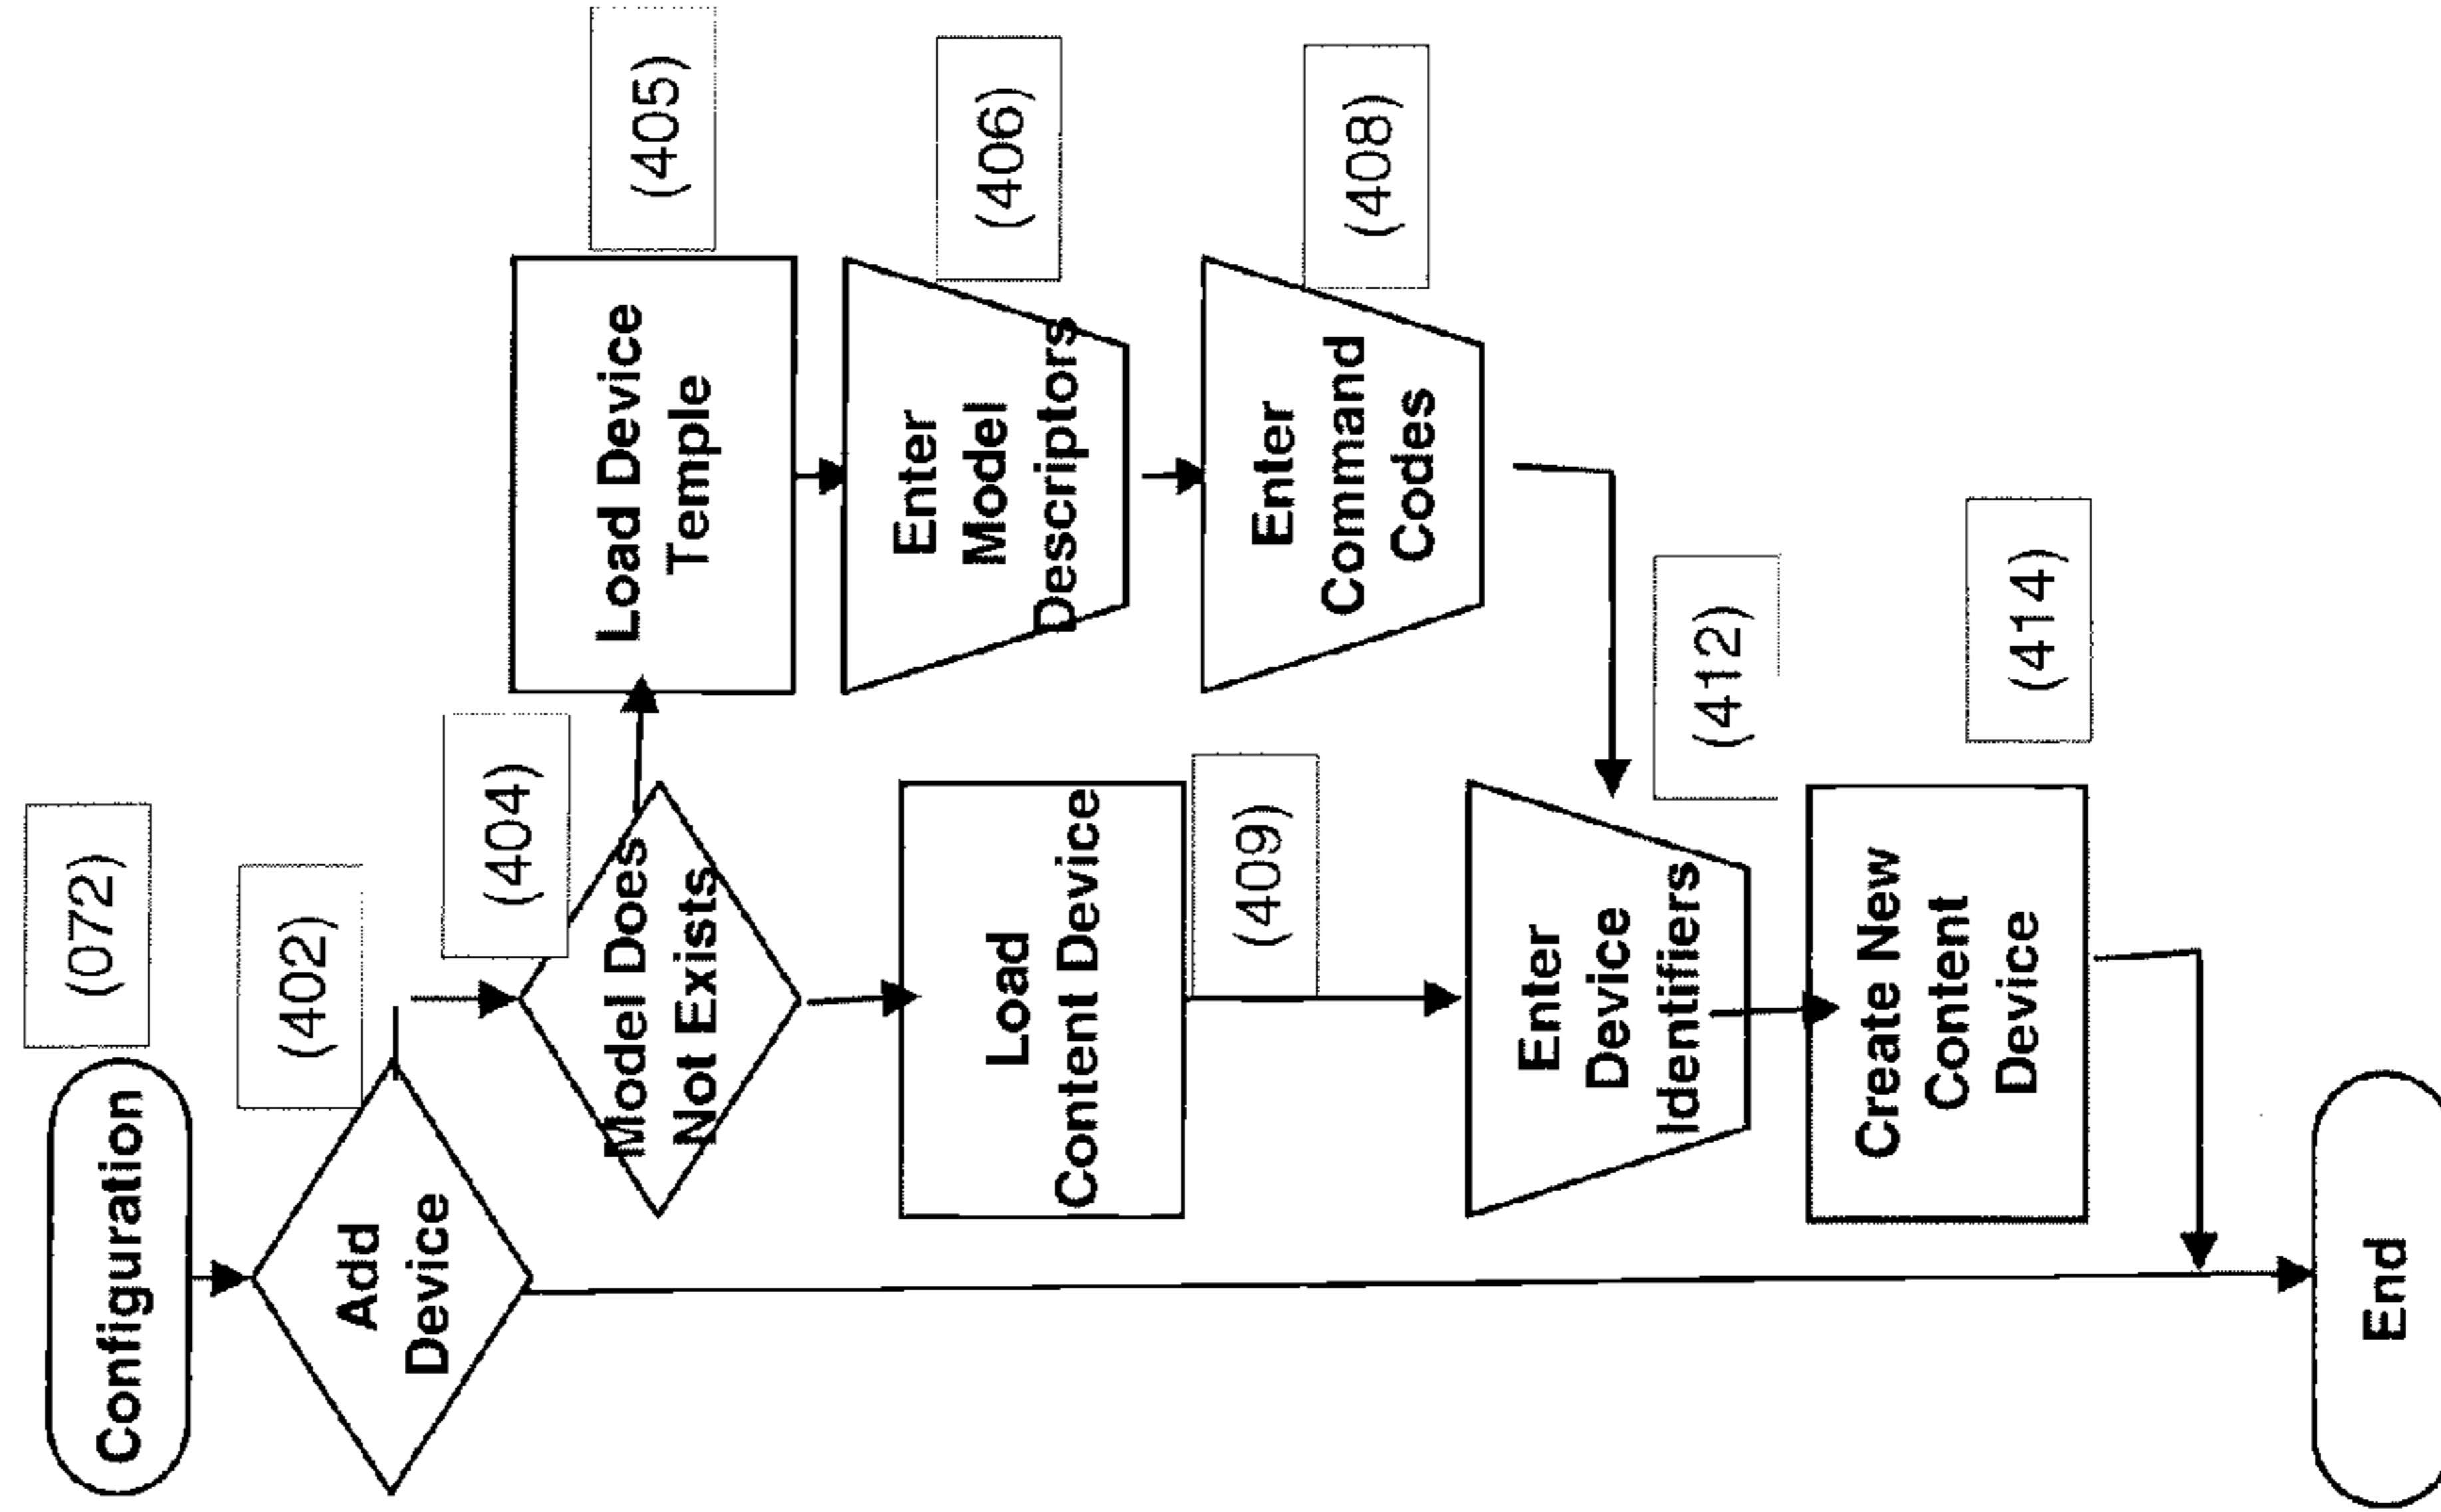 Configuration
(072)
Add
Device
(402)
Model Does
Not Exists
(404)
Load Device
Temple
(405)
Enter
Model
Descriptors
(406)
Enter
Command
Codes
(408)
Load
Content Device
(409)
Enter
Device
Identifiers
(412)
Create New
Content
Device
(414)
End